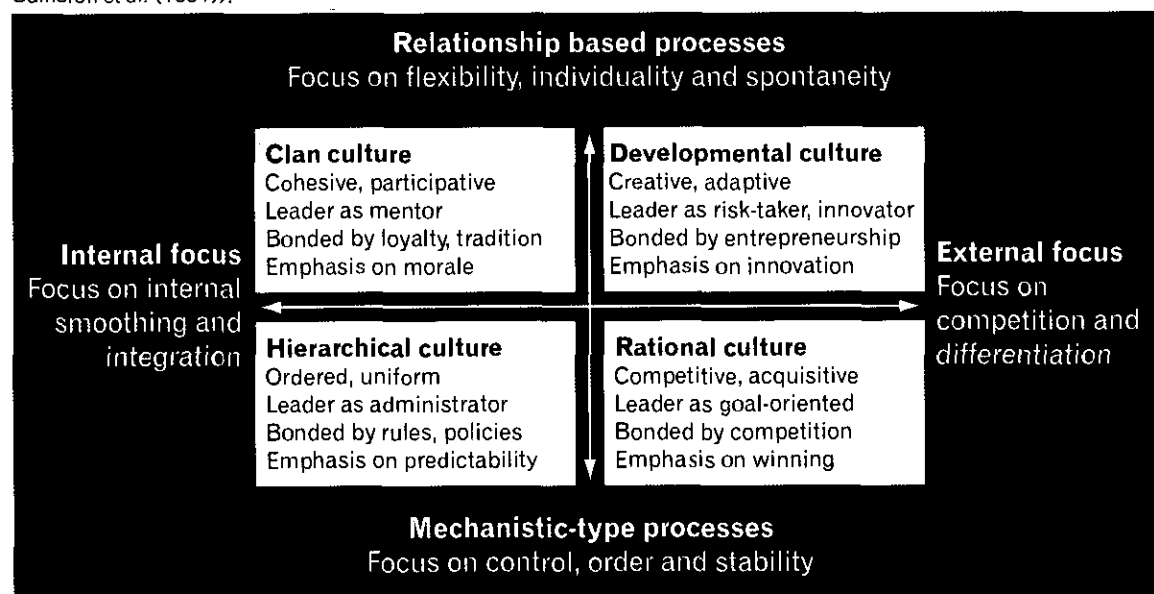 Relationship based processes
Focus on flexibility, individuality and spontaneity
Clan culture
Cohesive, participative
Leader as mentor
Bonded by loyalty, tradition
Emphasis on morale
Developmental culture
Creative, adaptive
Leader as risk-taker, innovator
Bonded by entrepreneurship
Emphasis on innovation
Internal focus
Focus on internal
smoothing and
integration
External focus
Focus on
competition and
differentiation
Hierarchical culture
Ordered, uniform
Leader as administrator
Bonded by rules, policies
Emphasis on predictability
Rational culture
Competitive, acquisitive
Leader as goal-oriented
Bonded by competition
Emphasis on winning
Mechanistic-type processes
Focus on control, order and stability